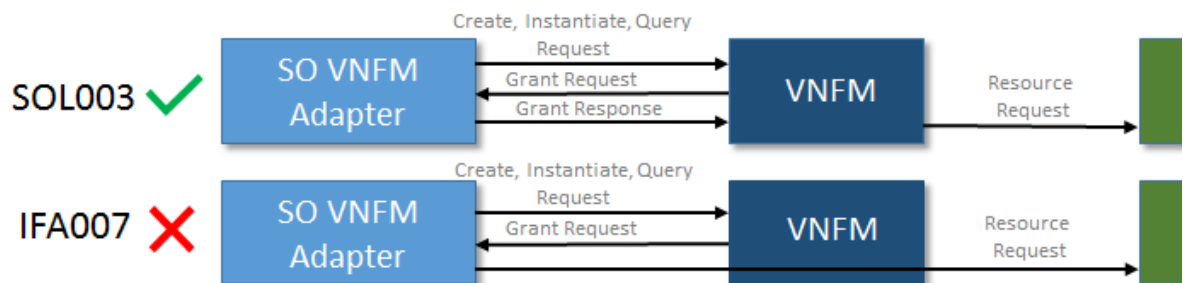 Create, Instantiate, Query
Request
SOL003
SO VNFM
Adapter
Grant Request
Grant Response
VNFM
Resource
Request
Create, Instantiate, Query
Request
IFA007
SO VNFM
Adapter
Grant Request
VNFM
Resource
Request